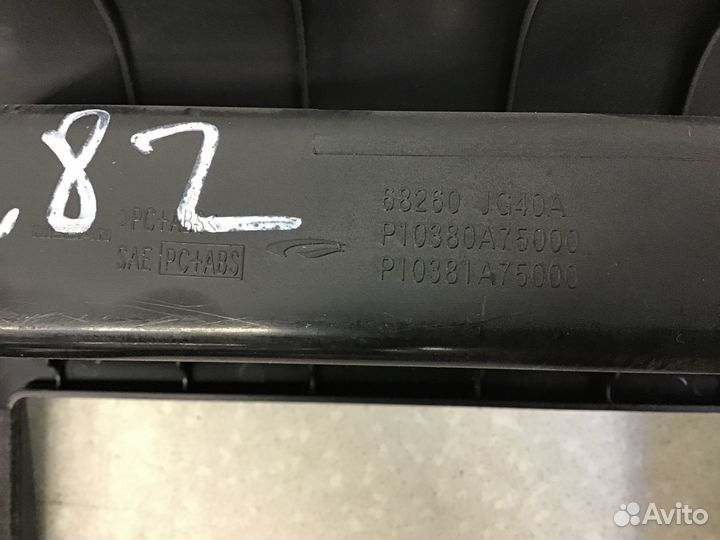 ,82
>PC+ABS<
SAE PC+ABS
68260 JG40A
P10380A75000
P10381A75000
Avito